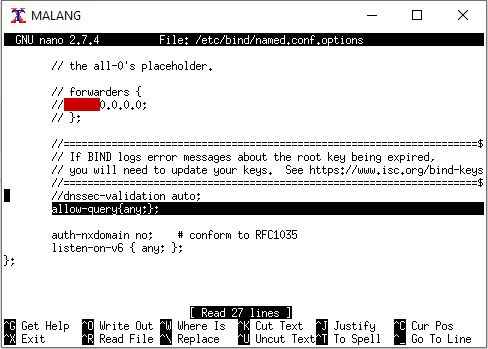 MALANG
GNU nano 2.7.4 File: /etc/bind/named.conf.options
// the all-0's placeholder.
// forwarders {
// 0.0.0.0;
// };
//=====================================================================$
// If BIND logs error messages about the root key being expired,
// you will need to update your keys.  See https://www.isc.org/bind-keys
//=====================================================================$
//dnssec-validation auto;
allow-query{any;};
auth-nxdomain no;    # conform to RFC1035
listen-on-v6 { any; };
};
[ Read 27 lines ]
^G Get Help ^O Write Out ^W Where Is ^K Cut Text ^J Justify ^C Cur Pos
^X Exit ^R Read File ^\ Replace ^U Uncut Text ^T To Spell ^_ Go To Line